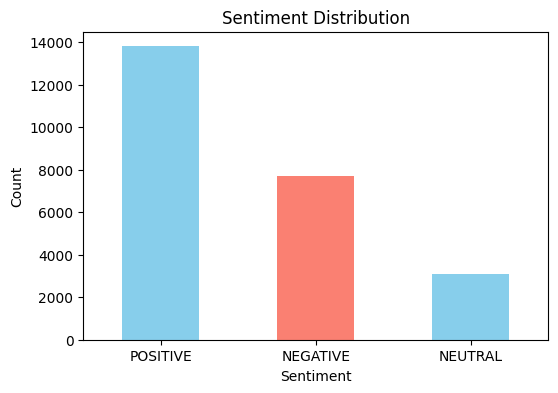 Sentiment Distribution
14000
12000
10000
8000
6000
4000
2000
0
Count
POSITIVE NEGATIVE NEUTRAL
Sentiment